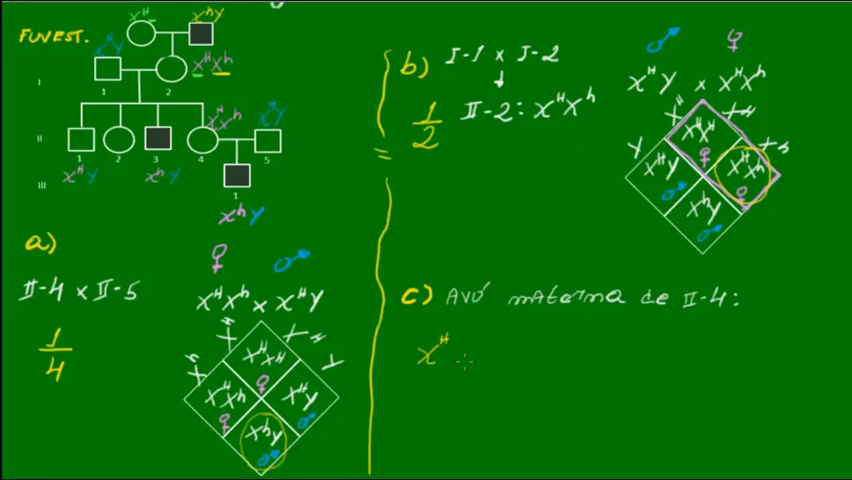 FUVEST.
X^H_
X^hY
X^HY
X^HX^h
I
1
2
X^HX^h
X^HY
II
1
2
3
4
5
X^HY
X^hY
III
1
X^hY
a)
♀ ♂
II-4 x II-5
X^HX^h x X^HY
1/4
X^H
X^H
X^h
Y
X^HX^H
♀
X^HX^h
♀
X^HY
♂
X^hY
♂
b)
I-1 x I-2
↓
1/2
II-2: X^HX^h
=
♂ ♀
X^HY x X^HX^h
X^H
X^H
Y
X^h
X^HX^H
♀
X^HY
♂
X^HX^h
♀
X^hY
♂
c) AVÓ materna de II-4:
X^H